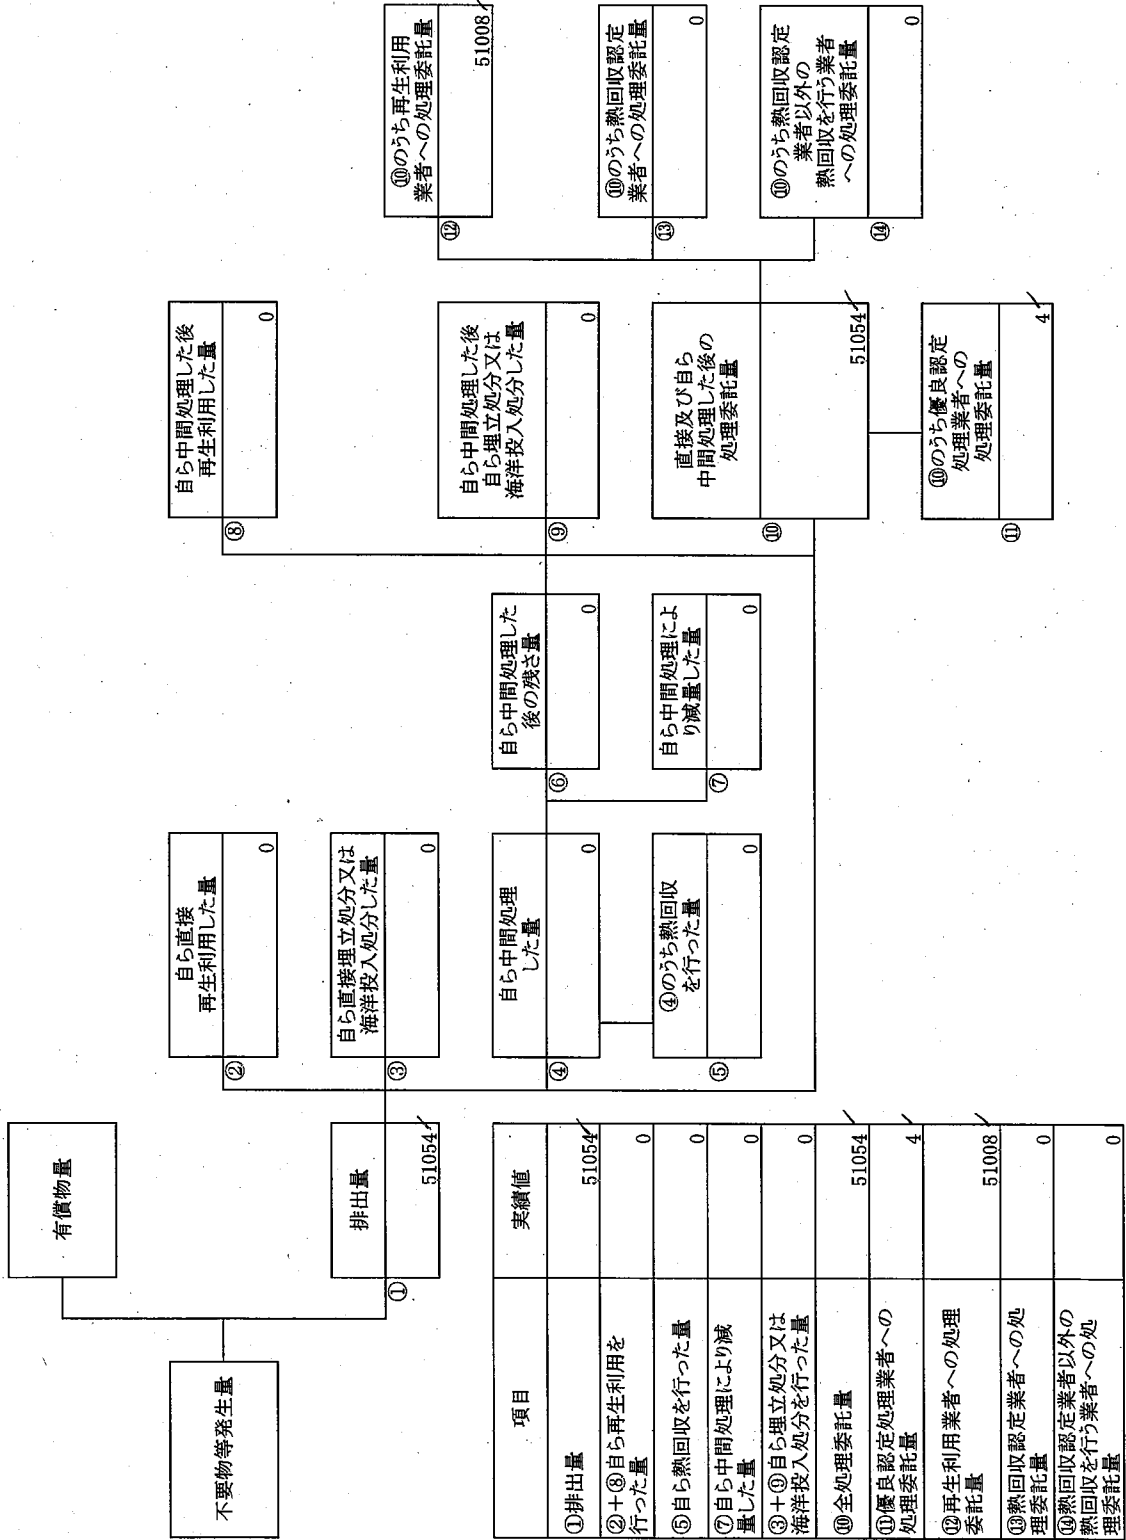 不要物等発生量
有償物量
排出量
①
51054
自ら直接
再生利用した量
②
0
自ら直接埋立処分又は
海洋投入処分した量
③
0
自ら中間処理
した量
④
0
④のうち熱回収
を行った量
⑤
0
自ら中間処理した
後の残さ量
⑥
0
自ら中間処理によ
り減量した量
⑦
0
自ら中間処理した後
再生利用した量
⑧
0
自ら中間処理した後
自ら埋立処分又は
海洋投入処分した量
⑨
0
直接及び自ら
中間処理した後の
処理委託量
⑩
51054
⑩のうち優良認定
処理業者への
処理委託量
⑪
4
⑩のうち再生利用
業者への処理委託量
⑫
51008
⑩のうち熱回収認定
業者への処理委託量
⑬
0
⑩のうち熱回収認定
業者以外の
熱回収を行う業者
への処理委託量
⑭
0
項目 実績値
①排出量 51054
②+⑧自ら再生利用を
行った量 0
⑤自ら熱回収を行った量 0
⑦自ら中間処理により減
量した量 0
③+⑨自ら埋立処分又は
海洋投入処分を行った量 0
⑩全処理委託量 51054
⑪優良認定処理業者への
処理委託量 4
⑫再生利用業者への処理
委託量 51008
⑬熱回収認定業者への処
理委託量 0
⑭熱回収認定業者以外の
熱回収を行う業者への処
理委託量 0